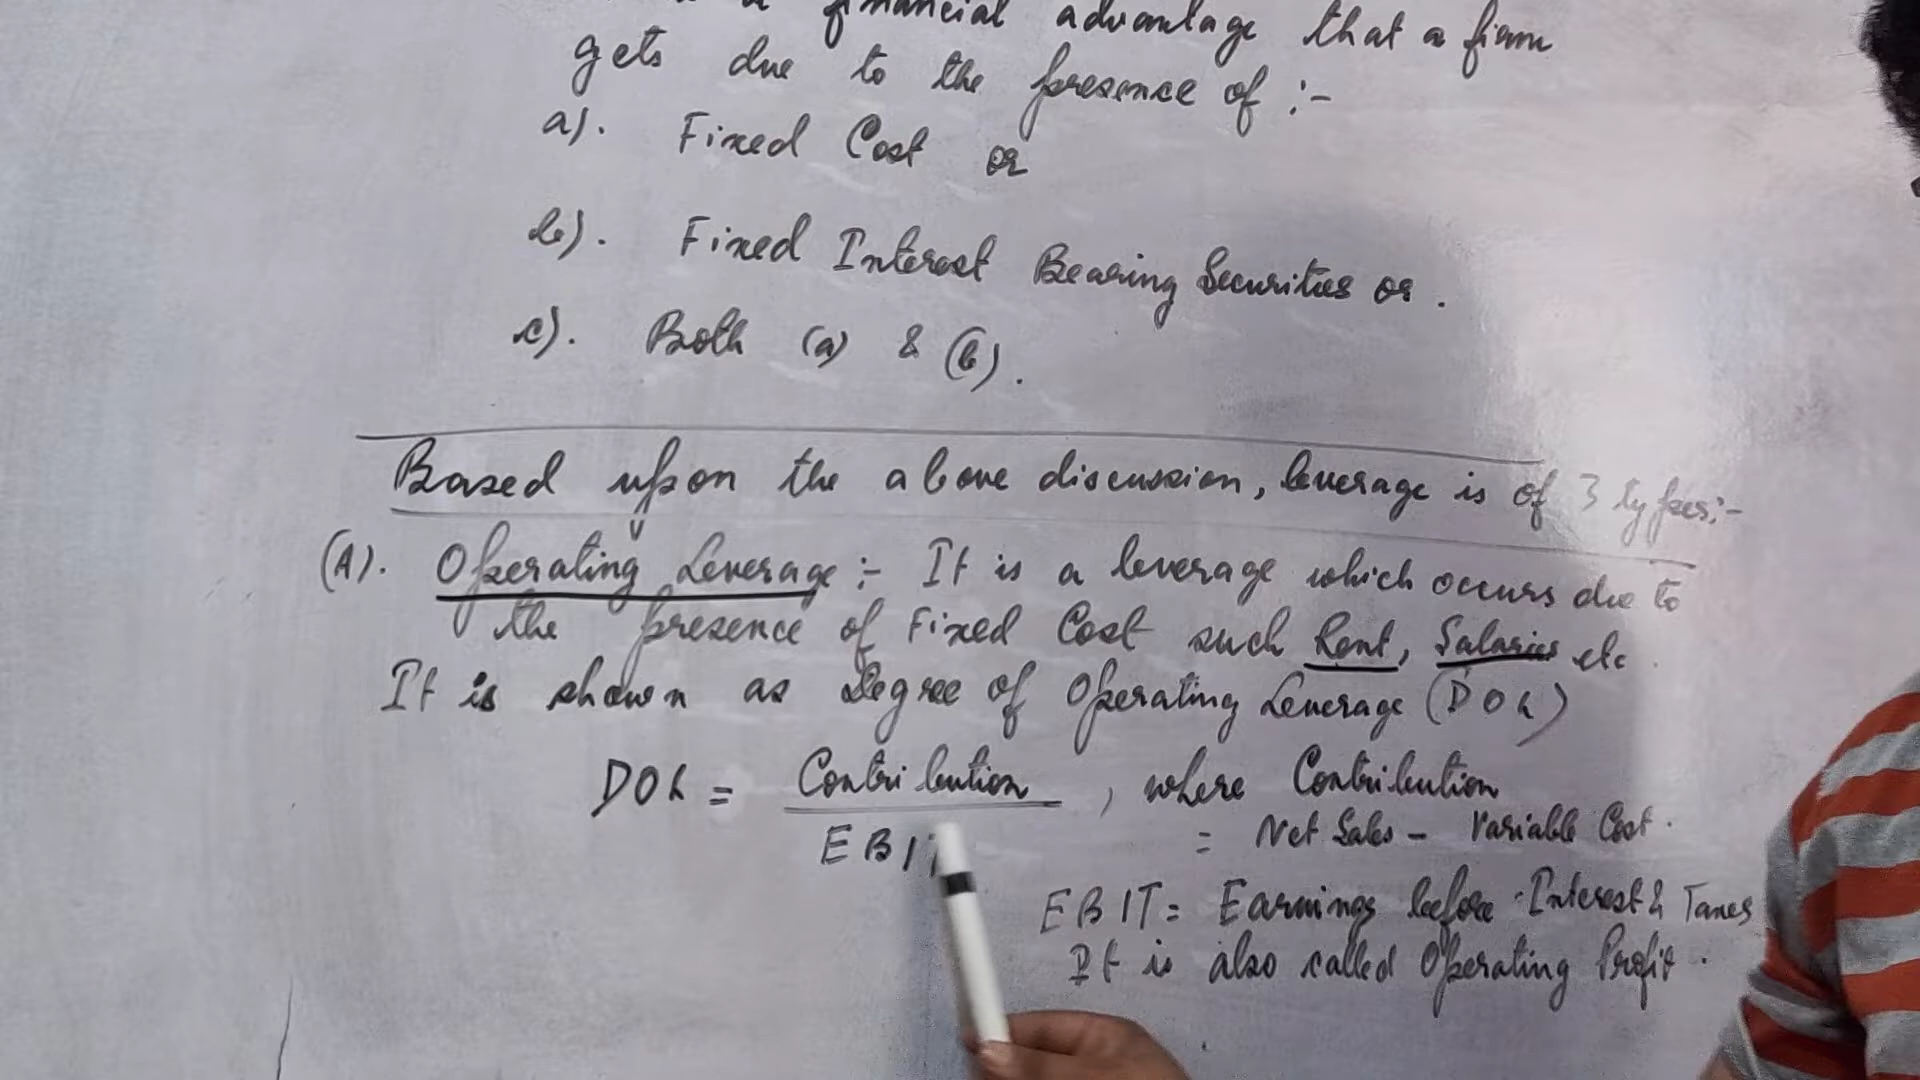 a financial advantage that a firm
gets due to the presence of :-
a). Fixed Cost or
b). Fixed Interest Bearing Securities or .
c). Both (a) & (b).
Based upon the above discussion, leverage is of 3 types:-
(A). Operating Leverage :- It is a leverage which occurs due to
the presence of Fixed Cost such Rent, Salaries etc.
It is shown as Degree of Operating Leverage (DOL)
DOL = Contribution , where Contribution
EBIT = Net Sales - Variable Cost.
EBIT = Earnings before Interest & Taxes
It is also called Operating Profit.